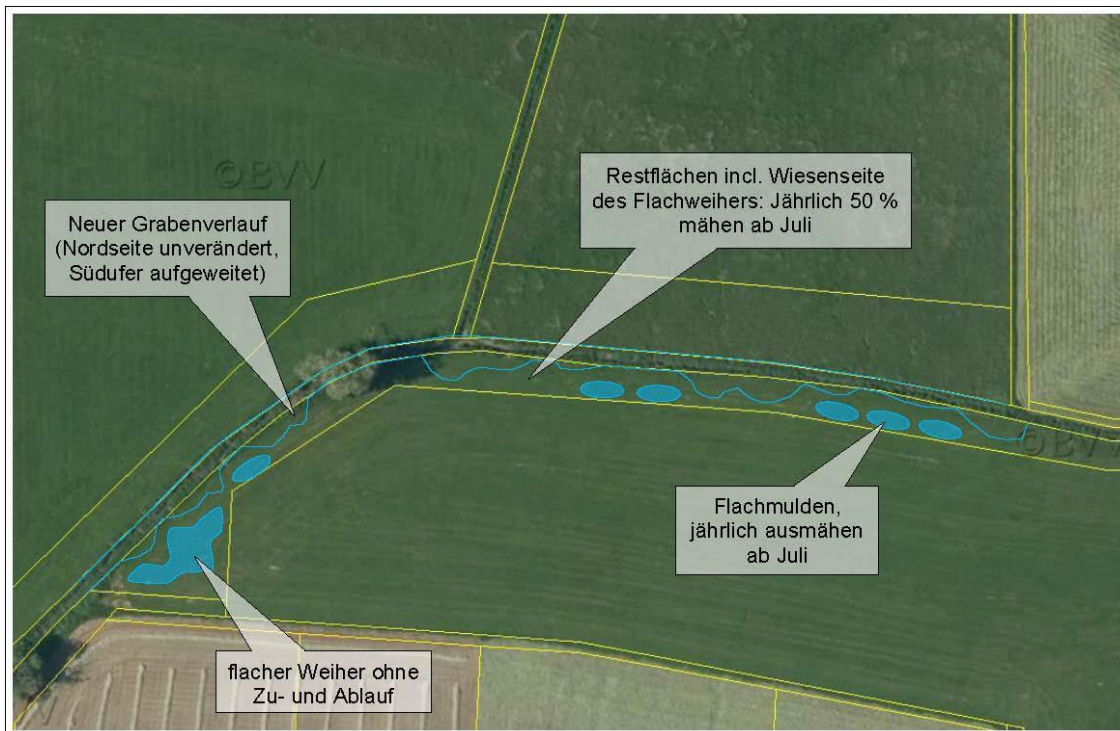 ©BVV
Restflächen incl. Wiesenseite
des Flachweihers: Jährlich 50 %
mähen ab Juli
Neuer Grabenverlauf
(Nordseite unverändert,
Südufer aufgeweitet)
©BVV
Flachmulden,
jährlich ausmähen
ab Juli
flacher Weiher ohne
Zu- und Ablauf